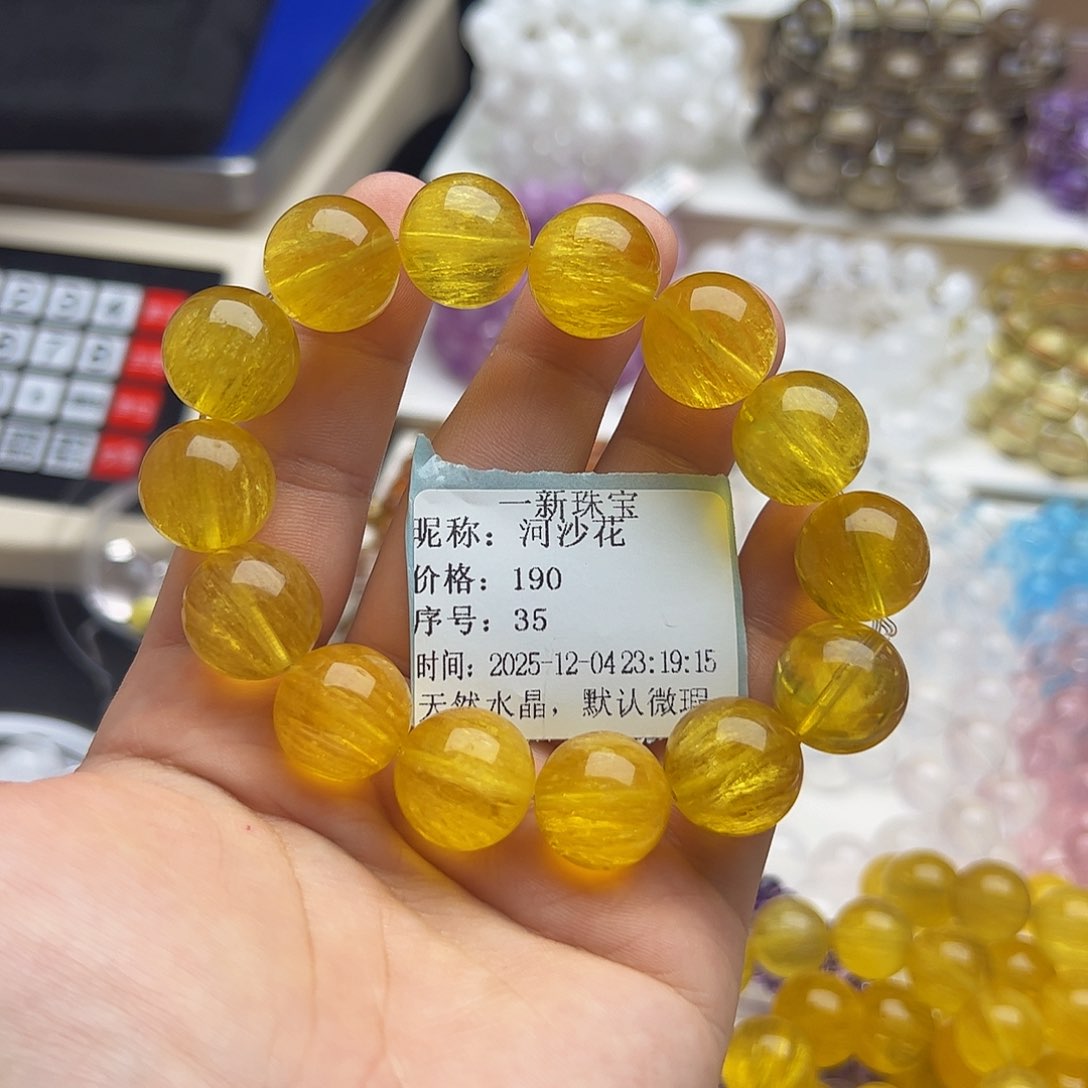 一新珠宝
昵称：河沙花
价格：190
序号：35
时间：2025-12-04 23:19:15
天然水晶，默认微瑕